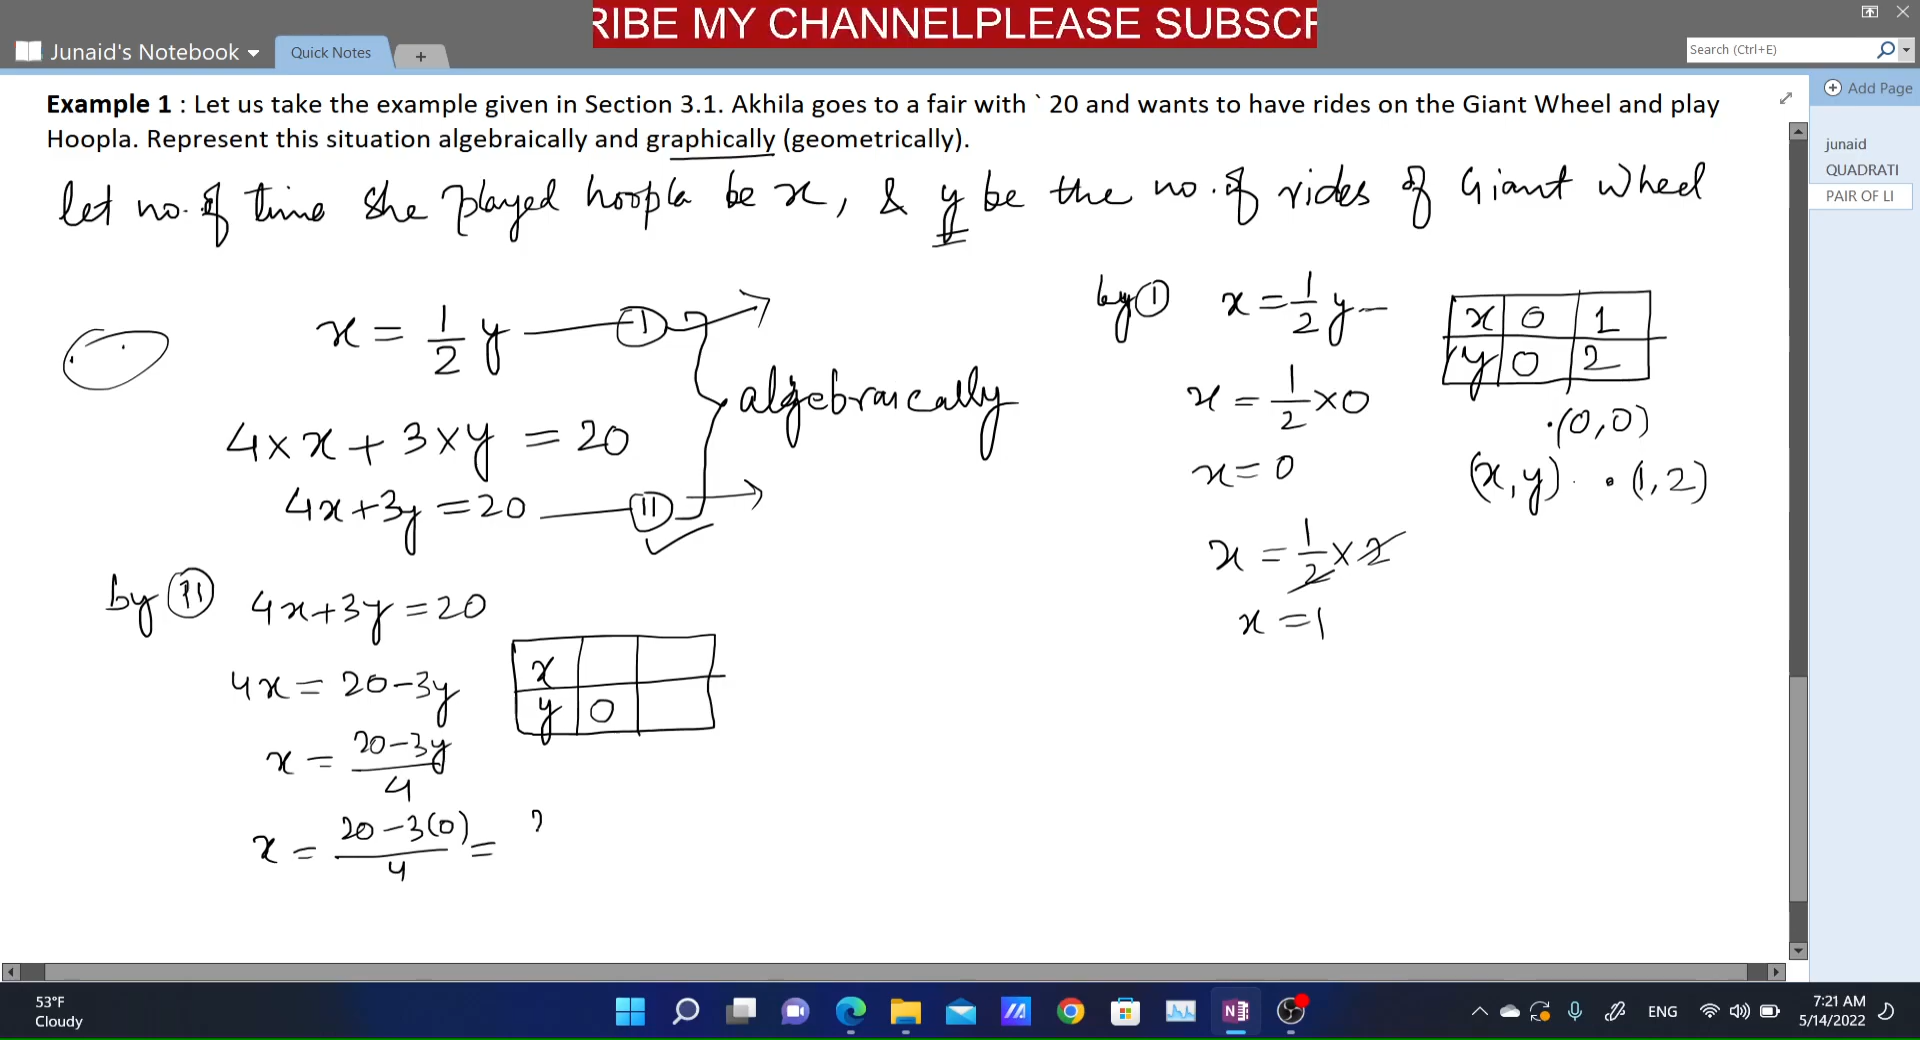 RIBE MY CHANNELPLEASE SUBSCR
Junaid's Notebook
Quick Notes
+
Search (Ctrl+E)
Add Page
junaid
QUADRATI
PAIR OF LI
Example 1 : Let us take the example given in Section 3.1. Akhila goes to a fair with ` 20 and wants to have rides on the Giant Wheel and play
Hoopla. Represent this situation algebraically and graphically (geometrically).
let no. of time she played hoopla be x, & y be the no. of rides of Giant Wheel
x = 1/2 y — I
4 × x + 3 × y = 20
4x + 3y = 20 — II
algebraically
by II 4x + 3y = 20
4x = 20 - 3y
x = (20 - 3y)/4
x = (20 - 3(0))/4 =
x
y 0
by I x = 1/2 y
x = 1/2 × 0
x = 0
x = 1/2 × 2
x = 1
x 0 1
y 0 2
(0,0)
(x,y) . (1,2)
53°F
Cloudy
ENG
7:21 AM
5/14/2022